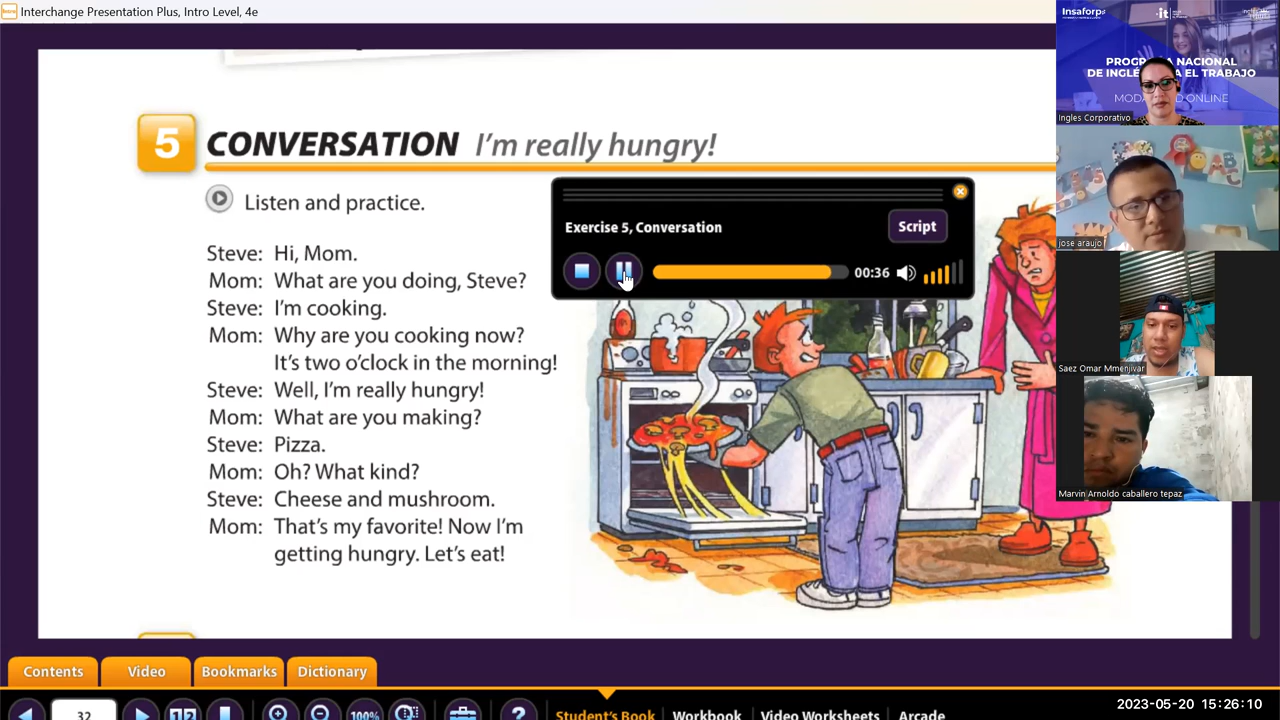 Interchange Presentation Plus, Intro Level, 4e
5 CONVERSATION I'm really hungry!
Listen and practice.
Steve: Hi, Mom.
Mom: What are you doing, Steve?
Steve: I'm cooking.
Mom: Why are you cooking now?
It's two o'clock in the morning!
Steve: Well, I'm really hungry!
Mom: What are you making?
Steve: Pizza.
Mom: Oh? What kind?
Steve: Cheese and mushroom.
Mom: That's my favorite! Now I'm
getting hungry. Let's eat!
Exercise 5, Conversation
Script
00:36
Insaforp
it
NACIONAL
DE INGLÉ
A EL TRABAJO
ONLINE
Ingles Corporativo
jose araujo
Saez Omar Mmenjivar
Marvin Arnoldo caballero tepaz
Contents
Video
Bookmarks
Dictionary
32
1 2
100%
?
Student's Book
Workbook
Video Worksheets
Arcade
2023-05-20 15:26:10